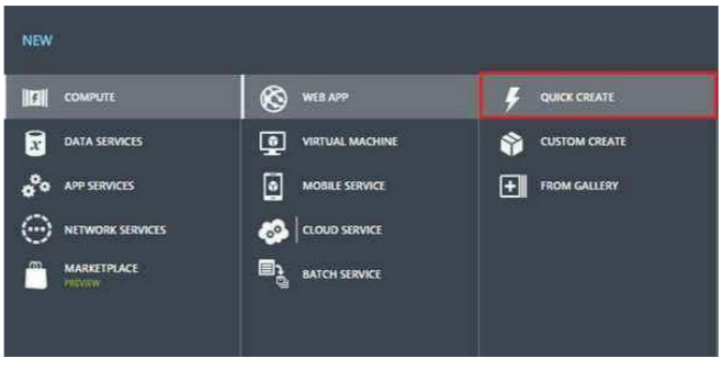 NEW
COMPUTE
DATA SERVICES
APP SERVICES
NETWORK SERVICES
MARKETPLACE
PREVIEW
WEB APP
VIRTUAL MACHINE
MOBILE SERVICE
CLOUD SERVICE
BATCH SERVICE
QUICK CREATE
CUSTOM CREATE
FROM GALLERY